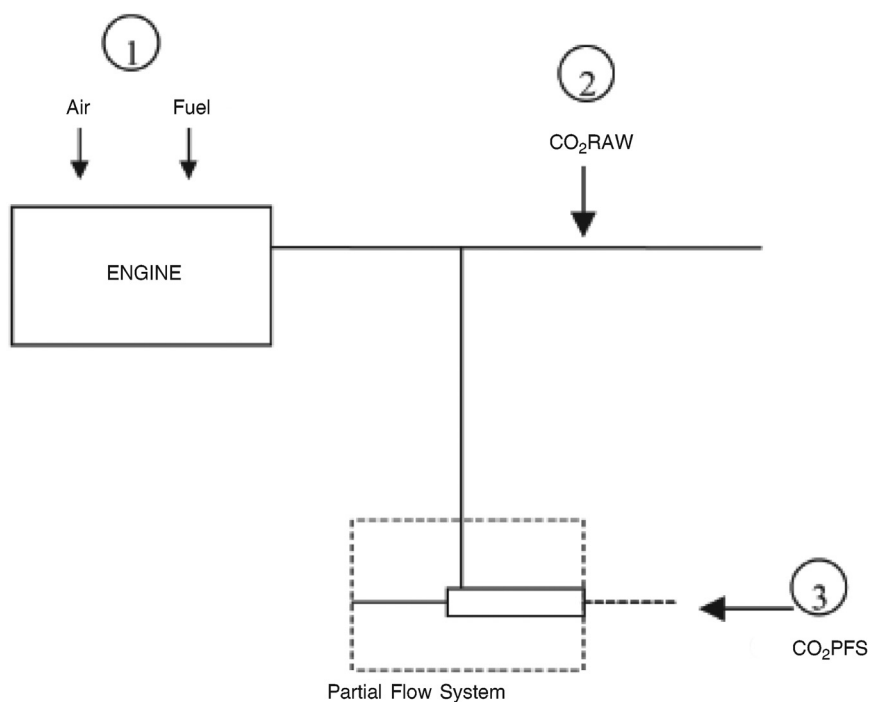 1
Air Fuel
2
CO₂RAW
ENGINE
3
CO₂PFS
Partial Flow System